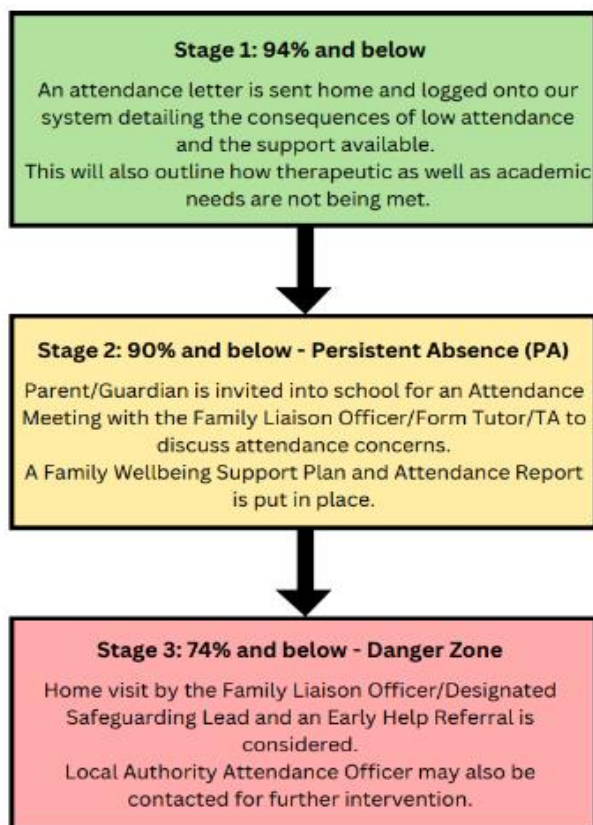 Stage 1: 94% and below
An attendance letter is sent home and logged onto our
system detailing the consequences of low attendance
and the support available.
This will also outline how therapeutic as well as academic
needs are not being met.
Stage 2: 90% and below - Persistent Absence (PA)
Parent/Guardian is invited into school for an Attendance
Meeting with the Family Liaison Officer/Form Tutor/TA to
discuss attendance concerns.
A Family Wellbeing Support Plan and Attendance Report
is put in place.
Stage 3: 74% and below - Danger Zone
Home visit by the Family Liaison Officer/Designated
Safeguarding Lead and an Early Help Referral is
considered.
Local Authority Attendance Officer may also be
contacted for further intervention.